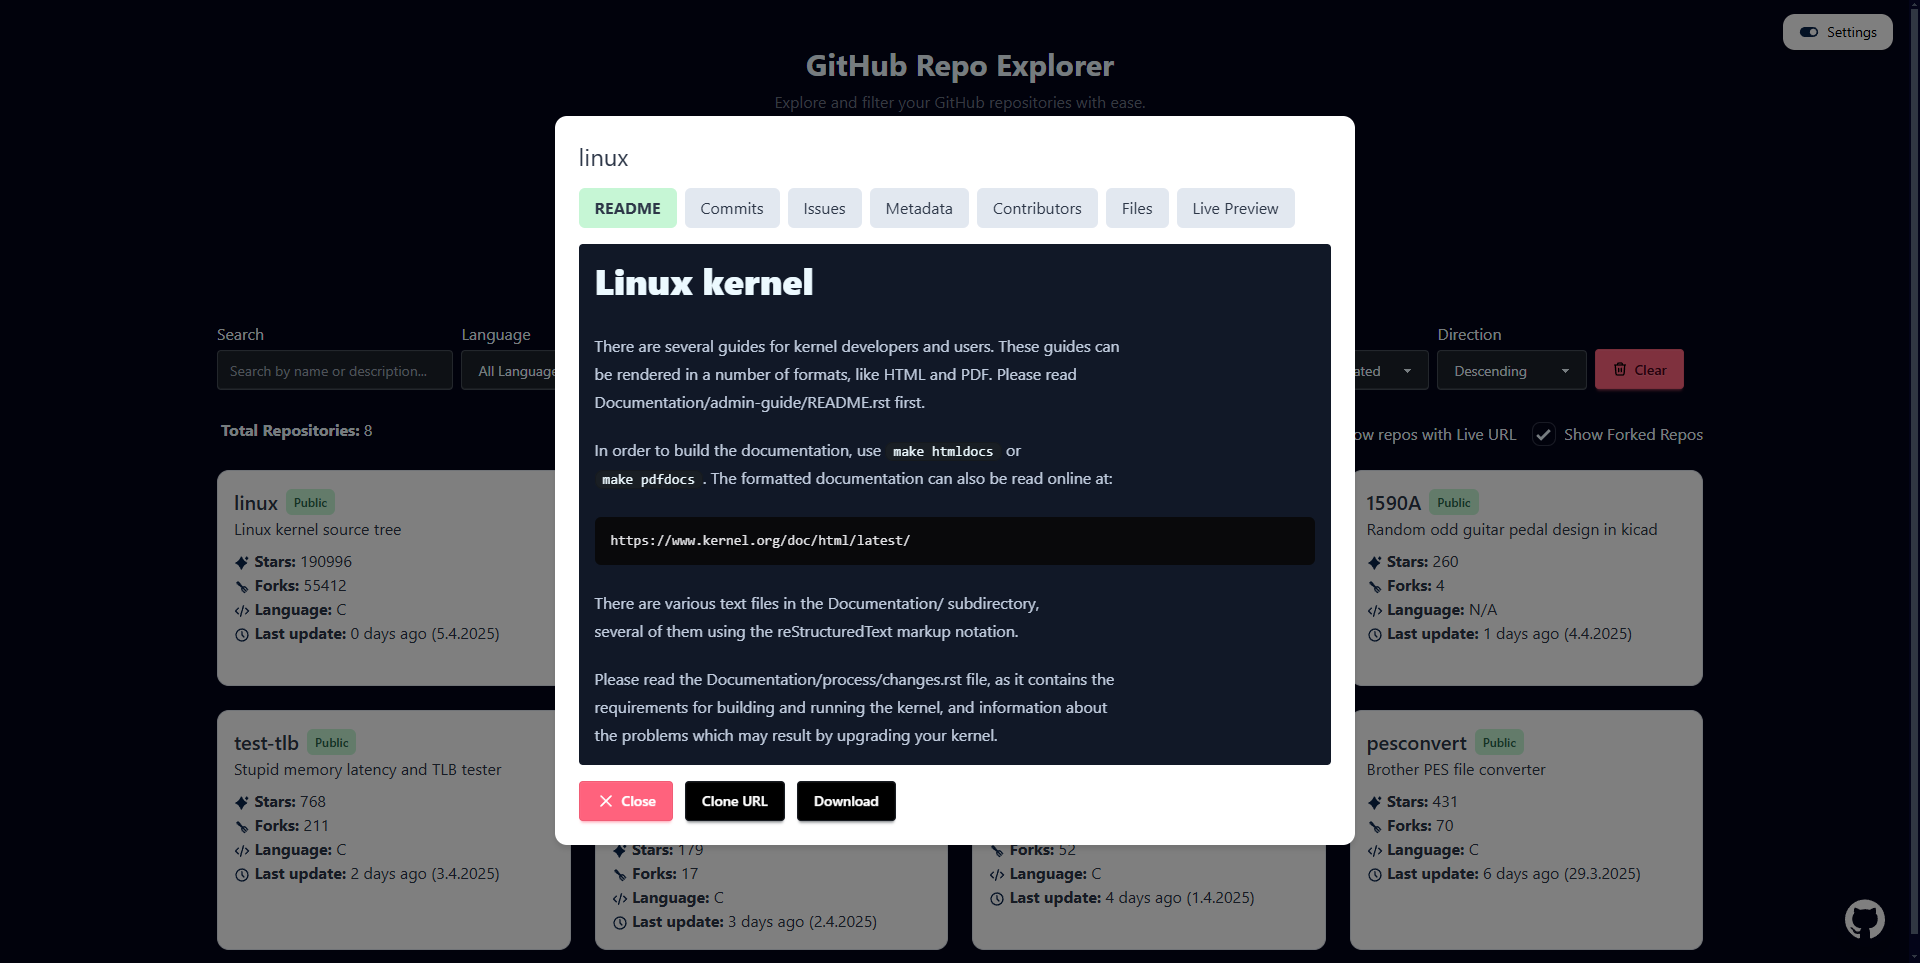 Settings
GitHub Repo Explorer
Explore and filter your GitHub repositories with ease.
linux
README Commits Issues Metadata Contributors Files Live Preview
Linux kernel
There are several guides for kernel developers and users. These guides can
be rendered in a number of formats, like HTML and PDF. Please read
Documentation/admin-guide/README.rst first.
In order to build the documentation, use make htmldocs or
make pdfdocs . The formatted documentation can also be read online at:
https://www.kernel.org/doc/html/latest/
There are various text files in the Documentation/ subdirectory,
several of them using the reStructuredText markup notation.
Please read the Documentation/process/changes.rst file, as it contains the
requirements for building and running the kernel, and information about
the problems which may result by upgrading your kernel.
Close Clone URL Download
Search Language Direction
Search by name or description... All Language Descending Clear
Total Repositories: 8 repos with Live URL Show Forked Repos
linux Public
Linux kernel source tree
Stars: 190996
Forks: 55412
Language: C
Last update: 0 days ago (5.4.2025)
1590A Public
Random odd guitar pedal design in kicad
Stars: 260
Forks: 4
Language: N/A
Last update: 1 days ago (4.4.2025)
test-tlb Public
Stupid memory latency and TLB tester
Stars: 768
Forks: 211
Language: C
Last update: 2 days ago (3.4.2025)
Stars: 179
Forks: 17
Language: C
Last update: 3 days ago (2.4.2025)
Forks: 52
Language: C
Last update: 4 days ago (1.4.2025)
pesconvert Public
Brother PES file converter
Stars: 431
Forks: 70
Language: C
Last update: 6 days ago (29.3.2025)